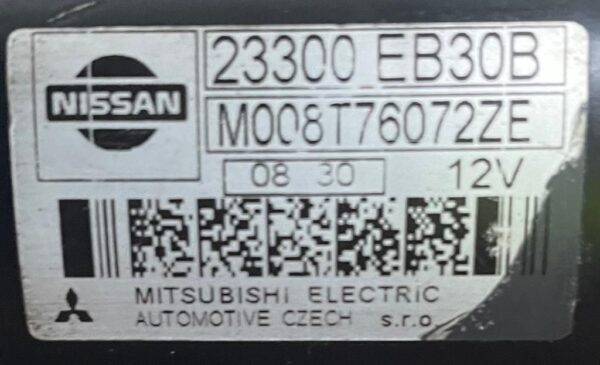 NISSAN
23300 EB30B
M008T76072ZE
08 30 12V
MITSUBISHI ELECTRIC
AUTOMOTIVE CZECH s.r.o.